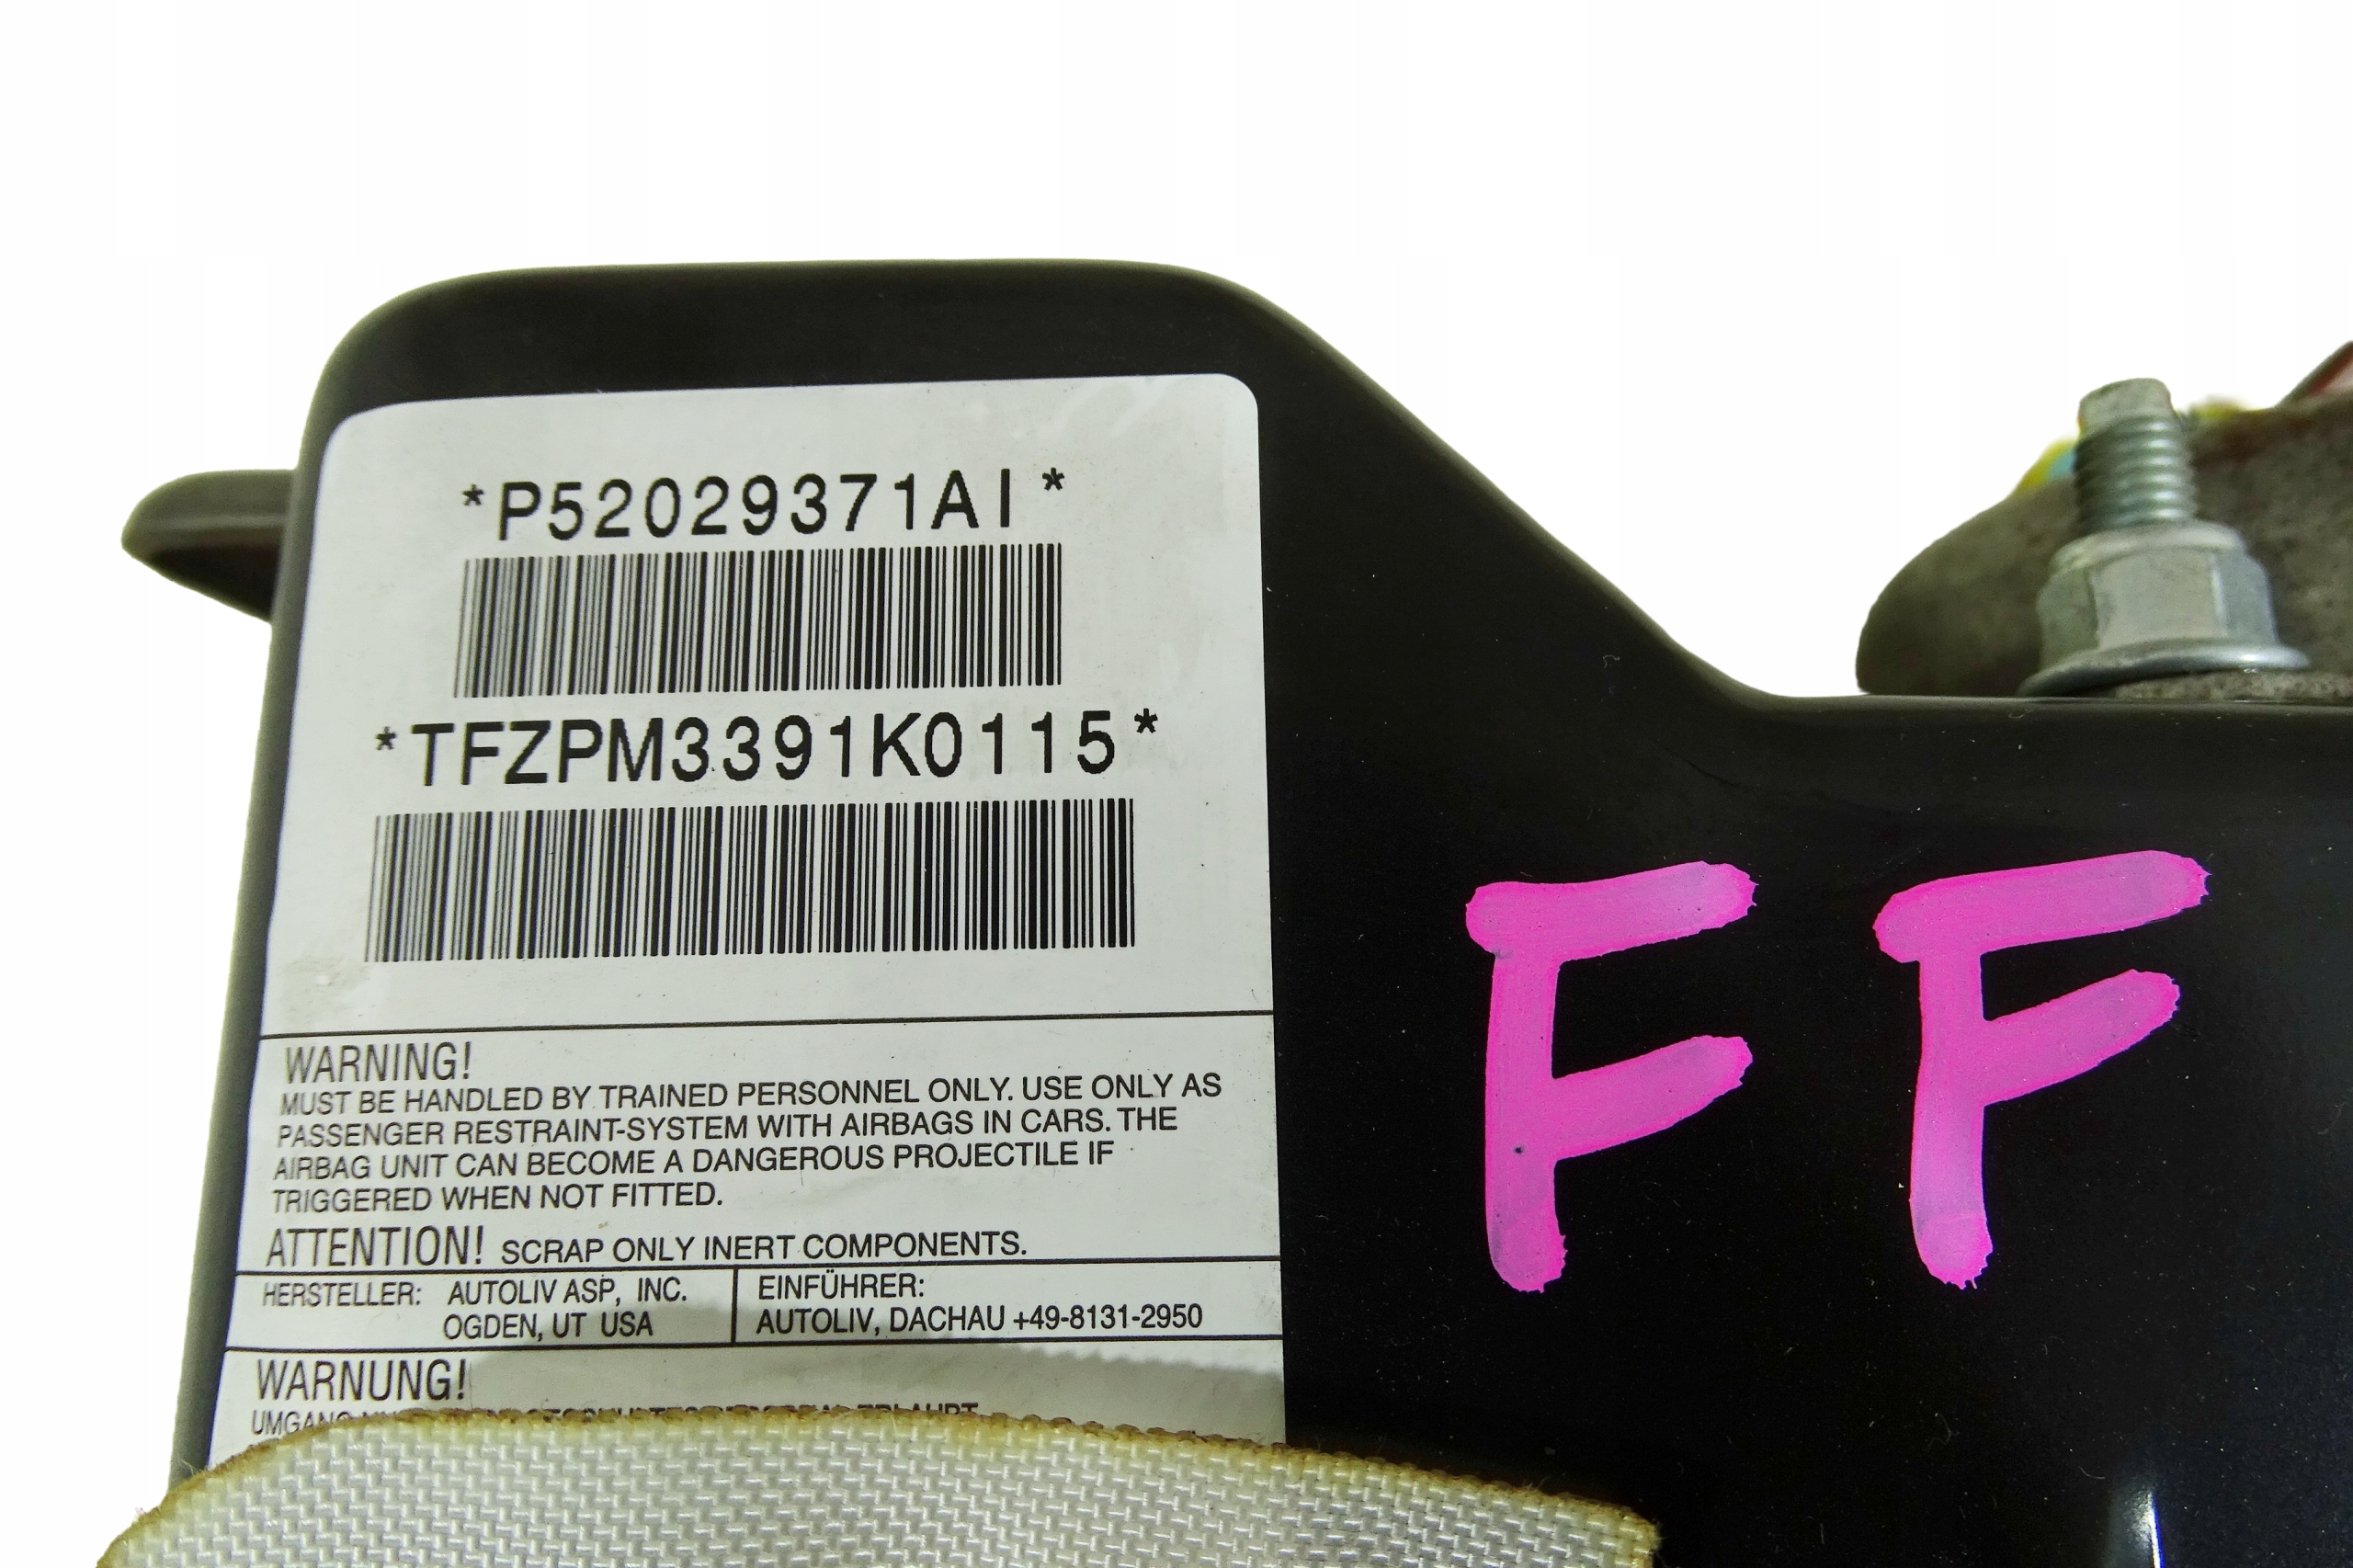 *P52029371AI*
*TFZPM3391K0115*
FF
WARNING!
MUST BE HANDLED BY TRAINED PERSONNEL ONLY. USE ONLY AS
PASSENGER RESTRAINT-SYSTEM WITH AIRBAGS IN CARS. THE
AIRBAG UNIT CAN BECOME A DANGEROUS PROJECTILE IF
TRIGGERED WHEN NOT FITTED.
ATTENTION! SCRAP ONLY INERT COMPONENTS.
HERSTELLER: AUTOLIV ASP, INC.
OGDEN, UT USA
EINFÜHRER:
AUTOLIV, DACHAU +49-8131-2950
WARNUNG!